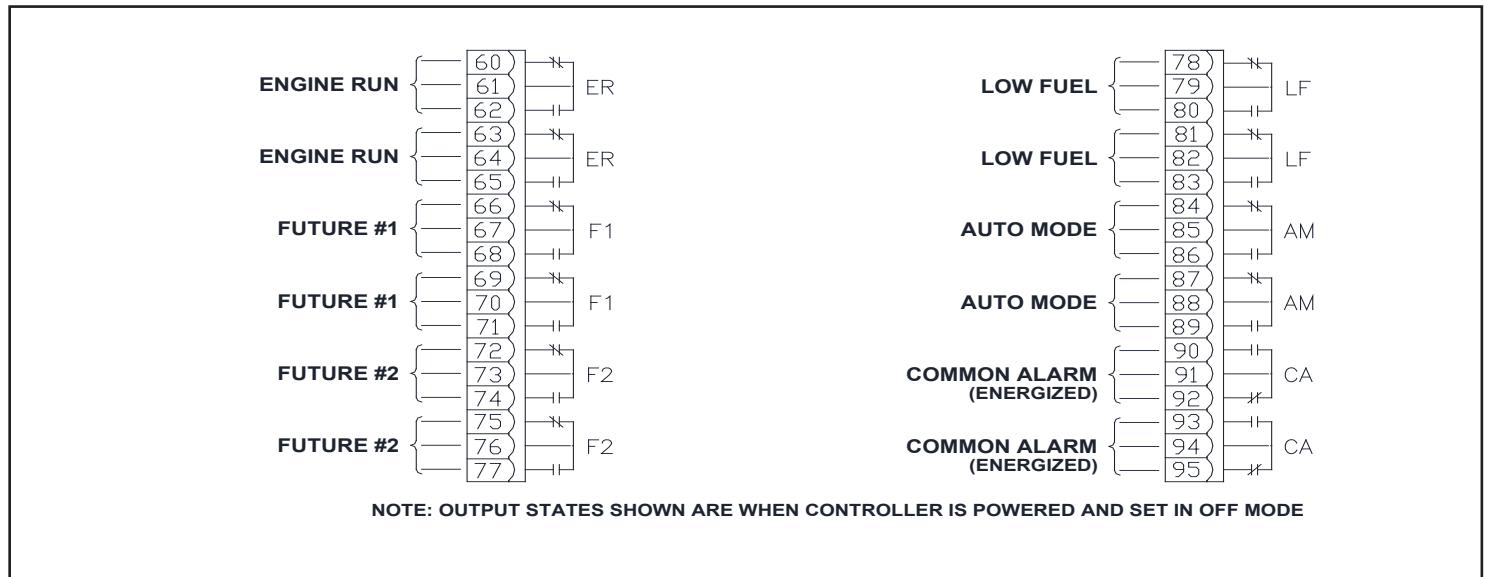 ENGINE RUN
60
61
62
ER
ENGINE RUN
63
64
65
ER
FUTURE #1
66
67
68
F1
FUTURE #1
69
70
71
F1
FUTURE #2
72
73
74
F2
FUTURE #2
75
76
77
F2
LOW FUEL
78
79
80
LF
LOW FUEL
81
82
83
LF
AUTO MODE
84
85
86
AM
AUTO MODE
87
88
89
AM
COMMON ALARM
(ENERGIZED)
90
91
92
CA
COMMON ALARM
(ENERGIZED)
93
94
95
CA
NOTE: OUTPUT STATES SHOWN ARE WHEN CONTROLLER IS POWERED AND SET IN OFF MODE